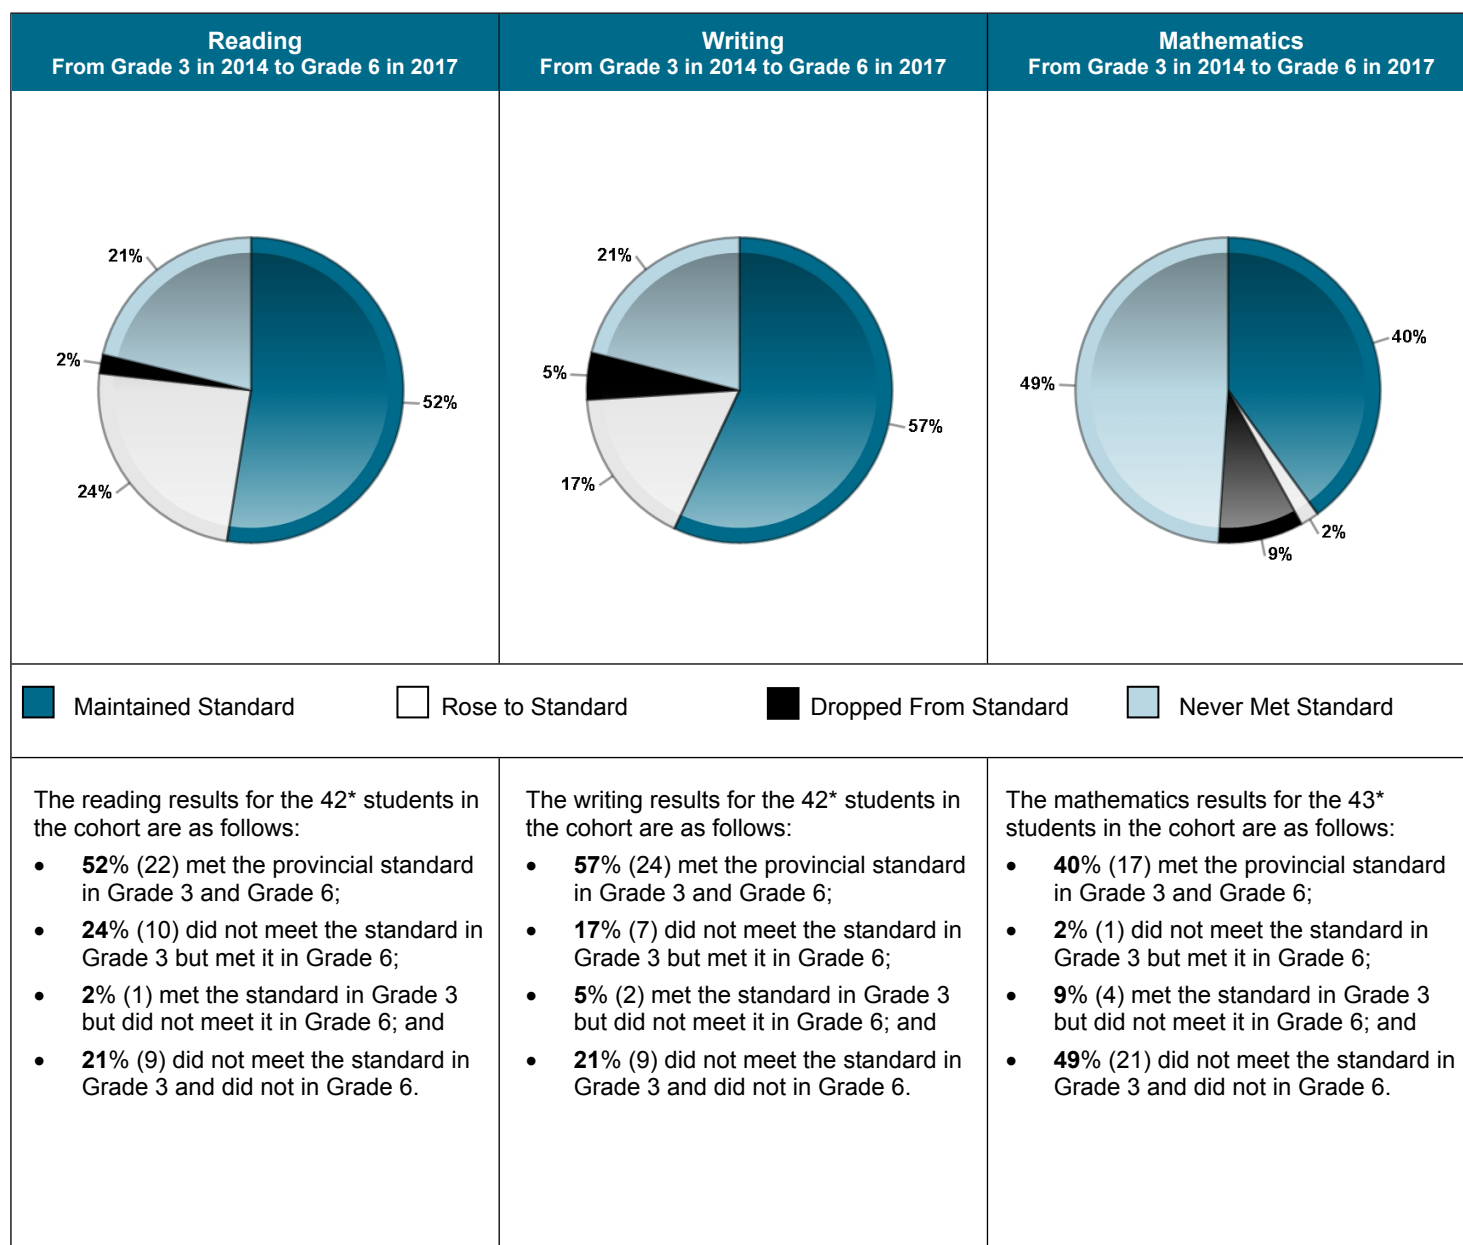 Reading
From Grade 3 in 2014 to Grade 6 in 2017
Writing
From Grade 3 in 2014 to Grade 6 in 2017
Mathematics
From Grade 3 in 2014 to Grade 6 in 2017
21%
2%
24%
52%
21%
5%
17%
57%
49%
40%
2%
9%
Maintained Standard
Rose to Standard
Dropped From Standard
Never Met Standard
The reading results for the 42* students in
the cohort are as follows:
• 52% (22) met the provincial standard
in Grade 3 and Grade 6;
• 24% (10) did not meet the standard in
Grade 3 but met it in Grade 6;
• 2% (1) met the standard in Grade 3
but did not meet it in Grade 6; and
• 21% (9) did not meet the standard in
Grade 3 and did not in Grade 6.
The writing results for the 42* students in
the cohort are as follows:
• 57% (24) met the provincial standard
in Grade 3 and Grade 6;
• 17% (7) did not meet the standard in
Grade 3 but met it in Grade 6;
• 5% (2) met the standard in Grade 3
but did not meet it in Grade 6; and
• 21% (9) did not meet the standard in
Grade 3 and did not in Grade 6.
The mathematics results for the 43*
students in the cohort are as follows:
• 40% (17) met the provincial standard
in Grade 3 and Grade 6;
• 2% (1) did not meet the standard in
Grade 3 but met it in Grade 6;
• 9% (4) met the standard in Grade 3
but did not meet it in Grade 6; and
• 49% (21) did not meet the standard in
Grade 3 and did not in Grade 6.